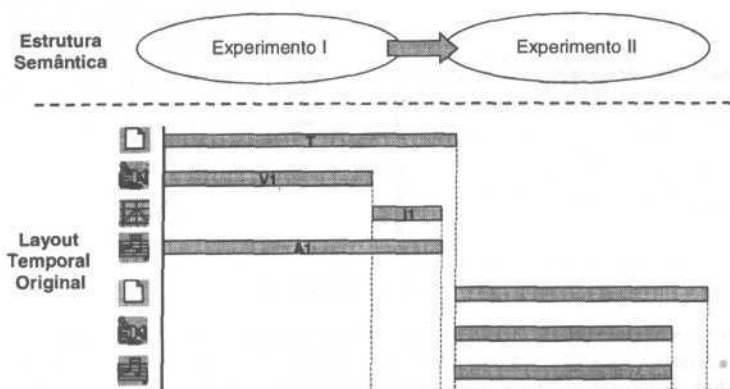 Estrutura
Semântica
Experimento I
Experimento II
Layout
Temporal
Original
T
V1
I1
A1